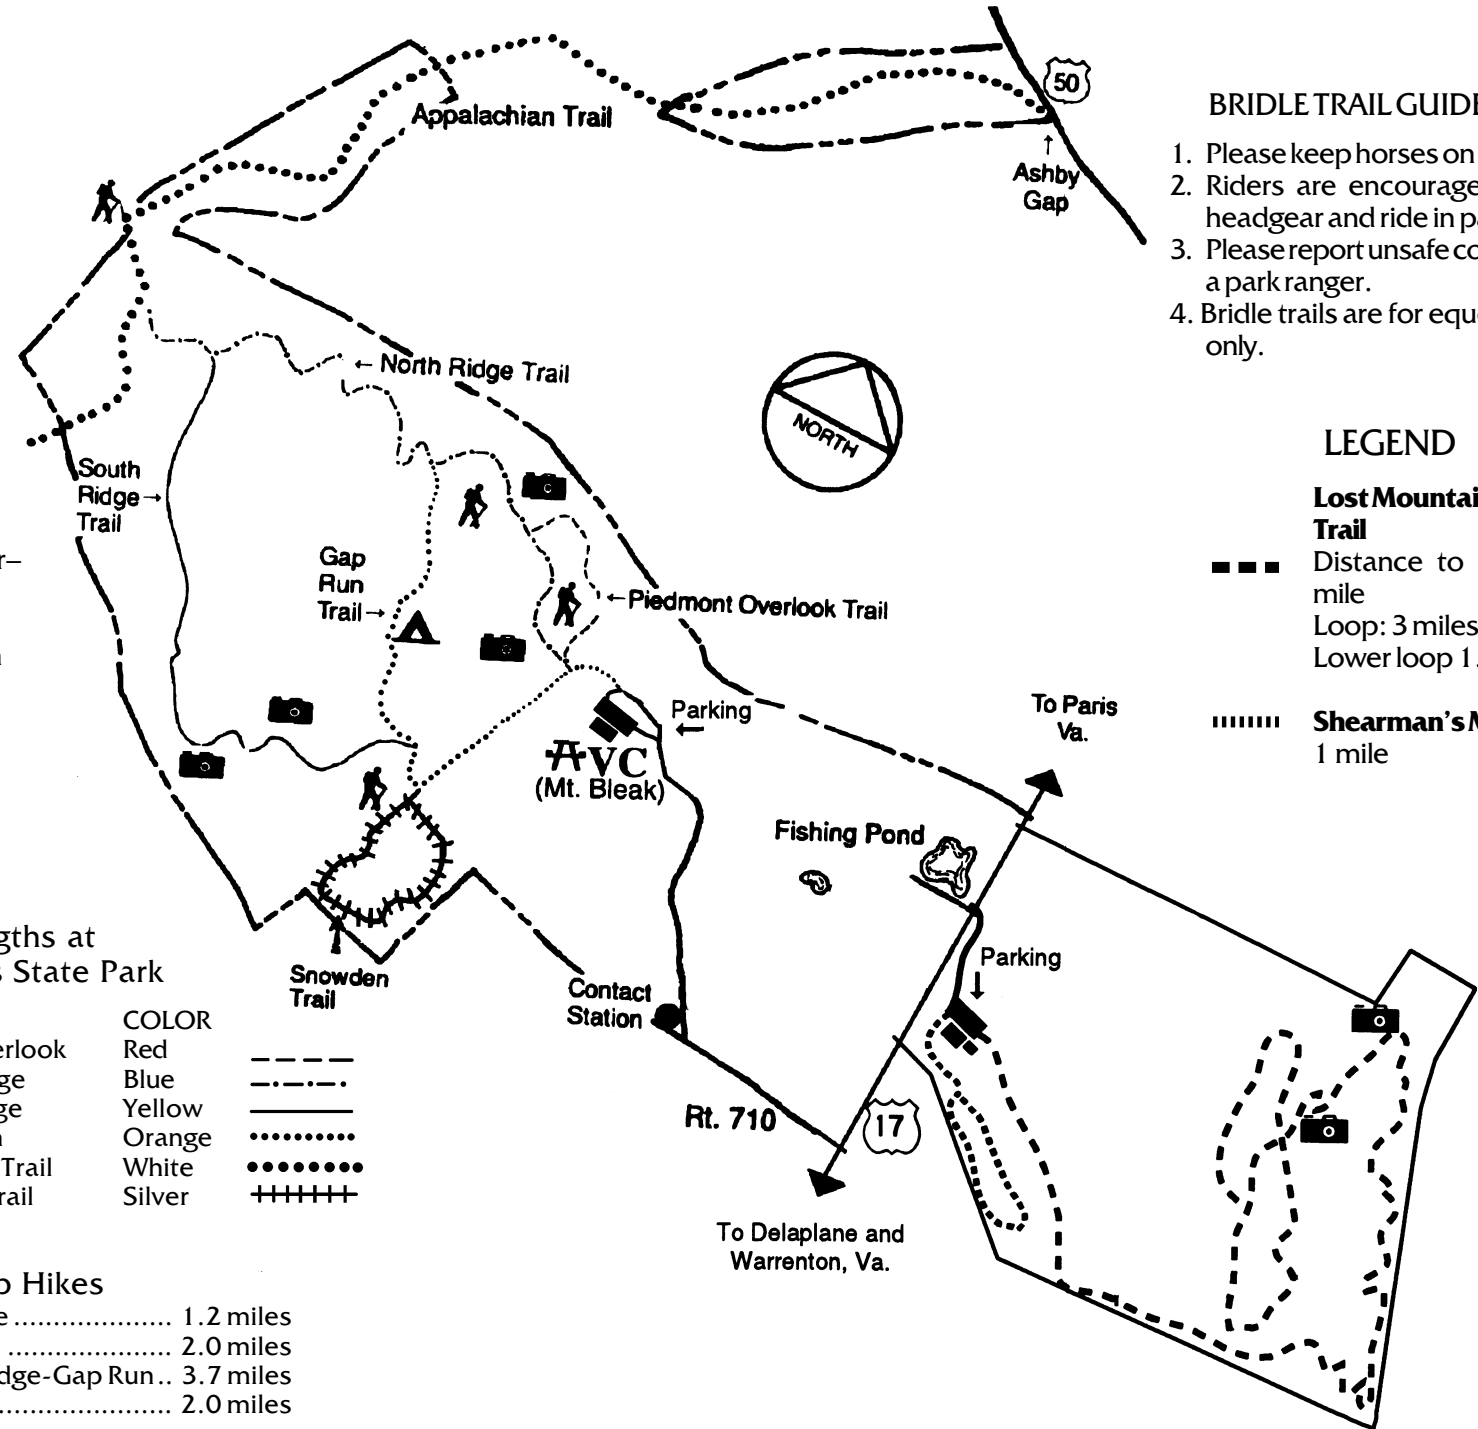 Appalachian Trail
50
Ashby
Gap
BRIDLE TRAIL GUIDE
1. Please keep horses on
2. Riders are encourage
headgear and ride in pa
3. Please report unsafe co
a park ranger.
4. Bridle trails are for eque
only.
North Ridge Trail
NORTH
LEGEND
Lost Mountai
Trail
Distance to
mile
Loop: 3 miles
Lower loop 1.
Shearman's M
1 mile
South
Ridge
Trail
r–
Gap
Run
Trail
Piedmont Overlook Trail
Parking
To Paris
Va.
VC
(Mt. Bleak)
Fishing Pond
Parking
Snowden
Trail
Contact
Station
Rt. 710
17
To Delaplane and
Warrenton, Va.
gths at
s State Park
COLOR
erlook Red
ge Blue
ge Yellow
n Orange
Trail White
rail Silver
p Hikes
e .................... 1.2 miles
..................... 2.0 miles
dge-Gap Run .. 3.7 miles
...................... 2.0 miles